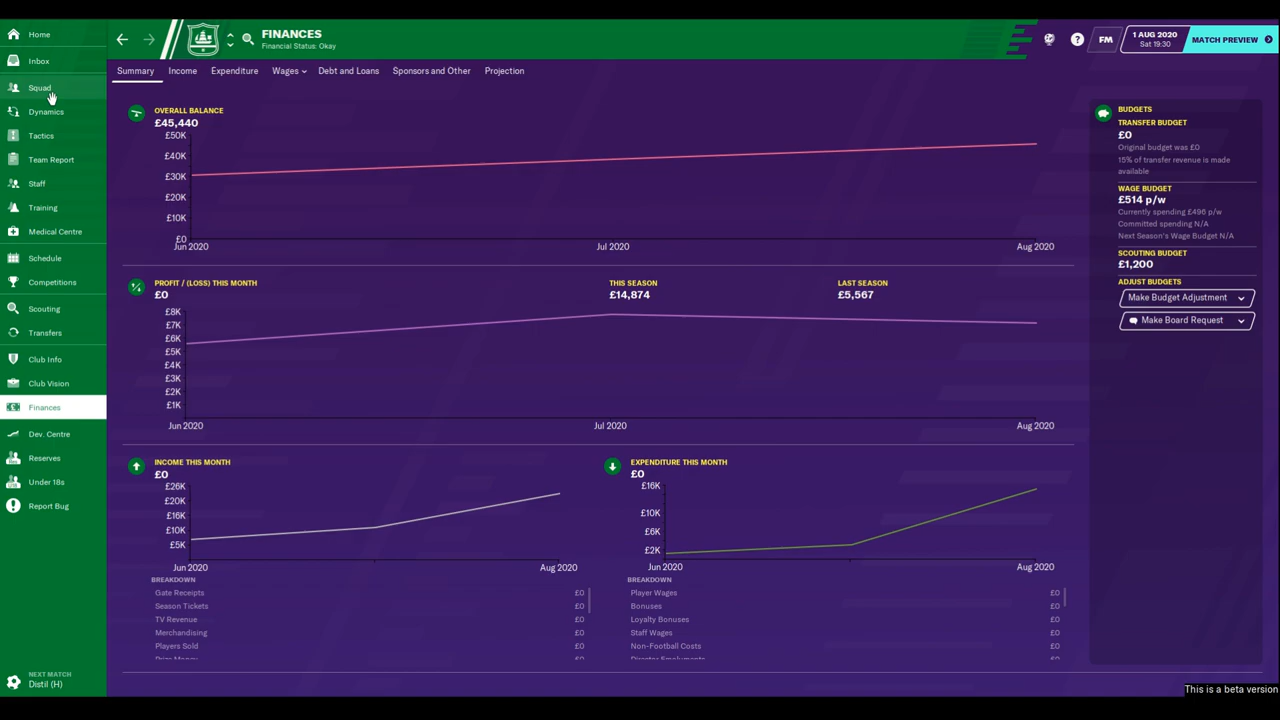 Home
Inbox
Squad
Dynamics
Tactics
Team Report
Staff
Training
Medical Centre
Schedule
Competitions
Scouting
Transfers
Club Info
Club Vision
Finances
Dev. Centre
Reserves
Under 18s
Report Bug
NEXT MATCH
Distil (H)
FINANCES
Financial Status: Okay
? FM 1 AUG 2020 MATCH PREVIEW
Sat 19:30
Summary Income Expenditure Wages Debt and Loans Sponsors and Other Projection
OVERALL BALANCE
£45,440
£50K
£40K
£30K
£20K
£10K
£0
Jun 2020 Jul 2020 Aug 2020
PROFIT / (LOSS) THIS MONTH THIS SEASON LAST SEASON
£0 £14,874 £5,567
£8K
£7K
£6K
£5K
£4K
£3K
£2K
£1K
Jun 2020 Jul 2020 Aug 2020
INCOME THIS MONTH
£0
£26K
£20K
£16K
£10K
£5K
Jun 2020 Aug 2020
BREAKDOWN
Gate Receipts £0
Season Tickets £0
TV Revenue £0
Merchandising £0
Players Sold £0
Prize Money £0
EXPENDITURE THIS MONTH
£0
£16K
£10K
£6K
£2K
Jun 2020 Aug 2020
BREAKDOWN
Player Wages £0
Bonuses £0
Loyalty Bonuses £0
Staff Wages £0
Non-Football Costs £0
Director Emoluments £0
BUDGETS
TRANSFER BUDGET
£0
Original budget was £0
15% of transfer revenue is made
available
WAGE BUDGET
£514 p/w
Currently spending £496 p/w
Committed spending N/A
Next Season's Wage Budget N/A
SCOUTING BUDGET
£1,200
ADJUST BUDGETS
Make Budget Adjustment
Make Board Request
This is a beta version